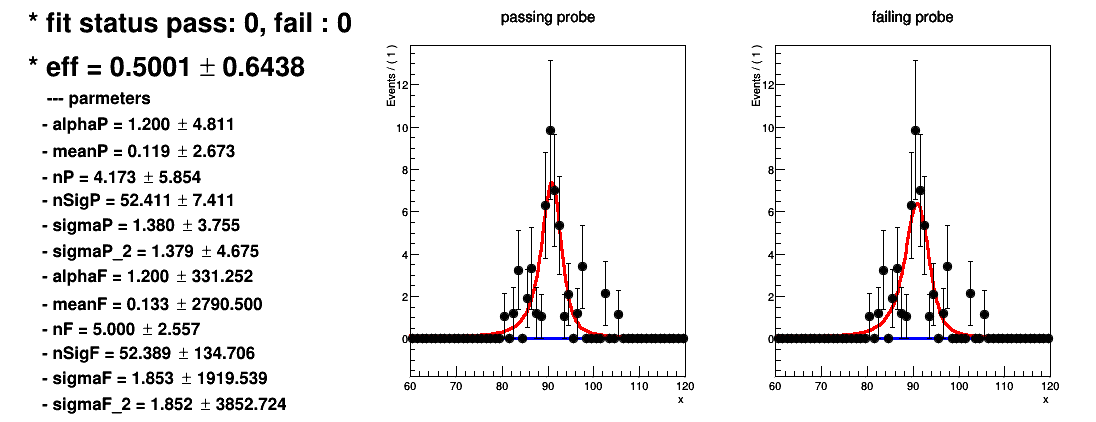 * fit status pass: 0, fail : 0
* eff = 0.5001 ± 0.6438
--- parmeters
- alphaP = 1.200 ± 4.811
- meanP = 0.119 ± 2.673
- nP = 4.173 ± 5.854
- nSigP = 52.411 ± 7.411
- sigmaP = 1.380 ± 3.755
- sigmaP_2 = 1.379 ± 4.675
- alphaF = 1.200 ± 331.252
- meanF = 0.133 ± 2790.500
- nF = 5.000 ± 2.557
- nSigF = 52.389 ± 134.706
- sigmaF = 1.853 ± 1919.539
- sigmaF_2 = 1.852 ± 3852.724
passing probe
Events / ( 1 )
12
10
8
6
4
2
0
60 70 80 90 100 110 120
x
failing probe
Events / ( 1 )
12
10
8
6
4
2
0
60 70 80 90 100 110 120
x